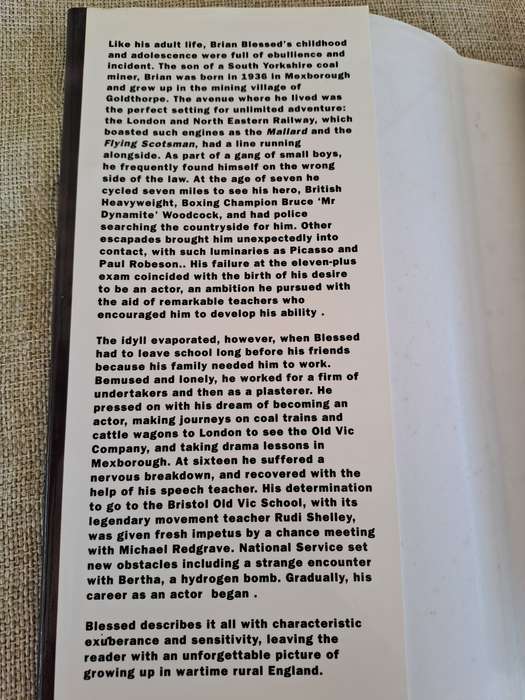 Like his adult life, Brian Blessed's childhood
and adolescence were full of ebullience and
incident. The son of a South Yorkshire coal
miner, Brian was born in 1936 in Mexborough
and grew up in the mining village of
Goldthorpe. The avenue where he lived was
the perfect setting for unlimited adventure:
the London and North Eastern Railway, which
boasted such engines as the Mallard and the
Flying Scotsman, had a line running
alongside. As part of a gang of small boys,
he frequently found himself on the wrong
side of the law. At the age of seven he
cycled seven miles to see his hero, British
Heavyweight, Boxing Champion Bruce 'Mr
Dynamite' Woodcock, and had police
searching the countryside for him. Other
escapades brought him unexpectedly into
contact, with such luminaries as Picasso and
Paul Robeson.. His failure at the eleven-plus
exam coincided with the birth of his desire
to be an actor, an ambition he pursued with
the aid of remarkable teachers who
encouraged him to develop his ability .
The idyll evaporated, however, when Blessed
had to leave school long before his friends
because his family needed him to work.
Bemused and lonely, he worked for a firm of
undertakers and then as a plasterer. He
pressed on with his dream of becoming an
actor, making journeys on coal trains and
cattle wagons to London to see the Old Vic
Company, and taking drama lessons in
Mexborough. At sixteen he suffered a
nervous breakdown, and recovered with the
help of his speech teacher. His determination
to go to the Bristol Old Vic School, with its
legendary movement teacher Rudi Shelley,
was given fresh impetus by a chance meeting
with Michael Redgrave. National Service set
new obstacles including a strange encounter
with Bertha, a hydrogen bomb. Gradually, his
career as an actor began .
Blessed describes it all with characteristic
exuberance and sensitivity, leaving the
reader with an unforgettable picture of
growing up in wartime rural England.